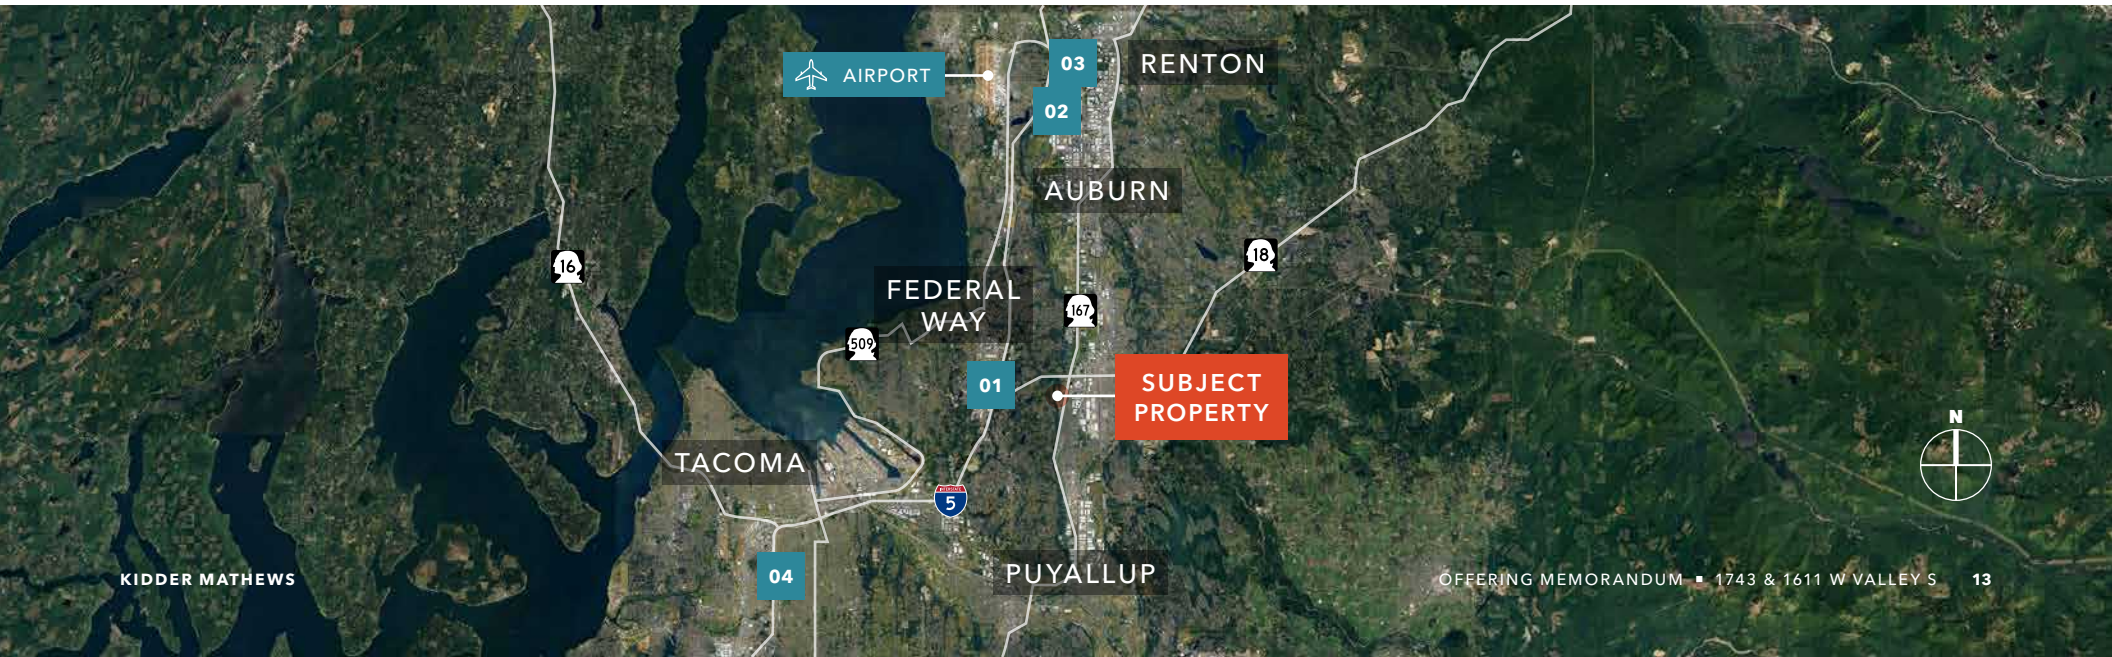 AIRPORT
03
RENTON
02
AUBURN
18
16
FEDERAL
WAY
167
509
01
SUBJECT
PROPERTY
N
TACOMA
5
PUYALLUP
04
KIDDER MATHEWS
OFFERING MEMORANDUM ▪ 1743 & 1611 W VALLEY S 13